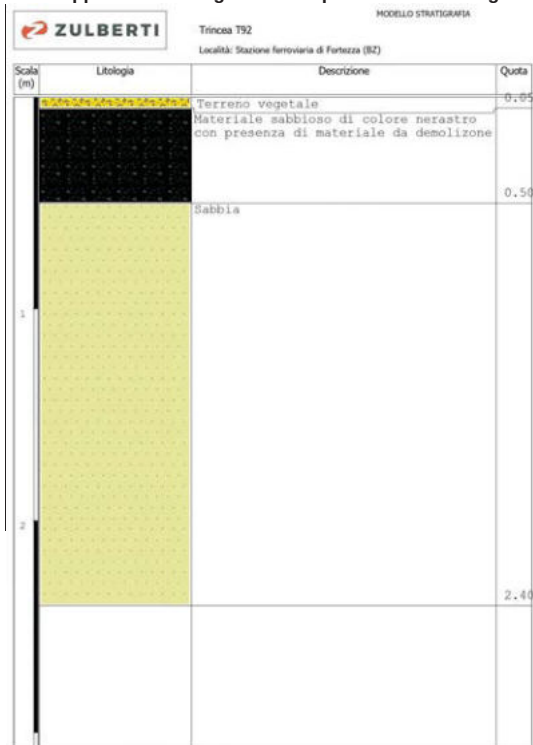 MODELLO STRATIGRAFIA
ZULBERTI
Trincea T92
Località: Stazione ferroviaria di Fortezza (BZ)
Scala (m) Litologia Descrizione Quota
Terreno vegetale 0.05
Materiale sabbioso di colore nerastro
con presenza di materiale da demolizone
0.50
Sabbia
1
2
2.40